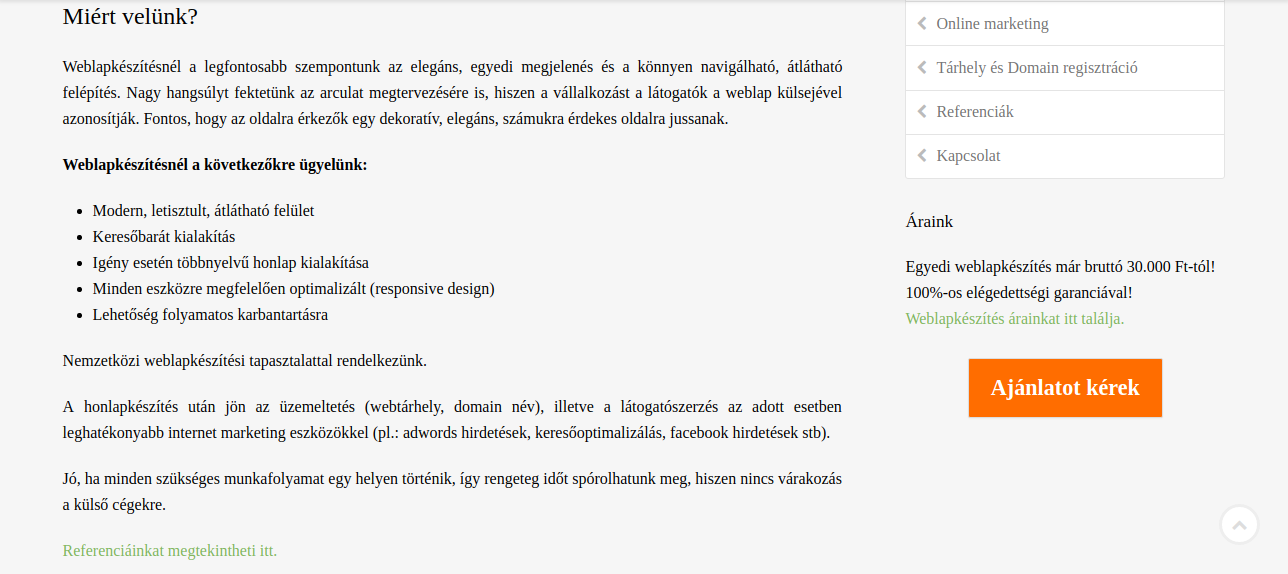 Miért velünk?
Weblapkészítésnél a legfontosabb szempontunk az elegáns, egyedi megjelenés és a könnyen navigálható, átlátható
felépítés. Nagy hangsúlyt fektetünk az arculat megtervezésére is, hiszen a vállalkozást a látogatók a weblap külsejével
azonosítják. Fontos, hogy az oldalra érkezők egy dekoratív, elegáns, számukra érdekes oldalra jussanak.
Weblapkészítésnél a következőkre ügyelünk:
• Modern, letisztult, átlátható felület
• Keresőbarát kialakítás
• Igény esetén többnyelvű honlap kialakítása
• Minden eszközre megfelelően optimalizált (responsive design)
• Lehetőség folyamatos karbantartásra
Nemzetközi weblapkészítési tapasztalattal rendelkezünk.
A honlapkészítés után jön az üzemeltetés (webtárhely, domain név), illetve a látogatószerzés az adott esetben
leghatékonyabb internet marketing eszközökkel (pl.: adwords hirdetések, keresőoptimalizálás, facebook hirdetések stb).
Jó, ha minden szükséges munkafolyamat egy helyen történik, így rengeteg időt spórolhatunk meg, hiszen nincs várakozás
a külső cégekre.
Referenciáinkat megtekintheti itt.
Online marketing
Tárhely és Domain regisztráció
Referenciák
Kapcsolat
Áraink
Egyedi weblapkészítés már bruttó 30.000 Ft-tól!
100%-os elégedettségi garanciával!
Weblapkészítés árainkat itt találja.
Ajánlatot kérek